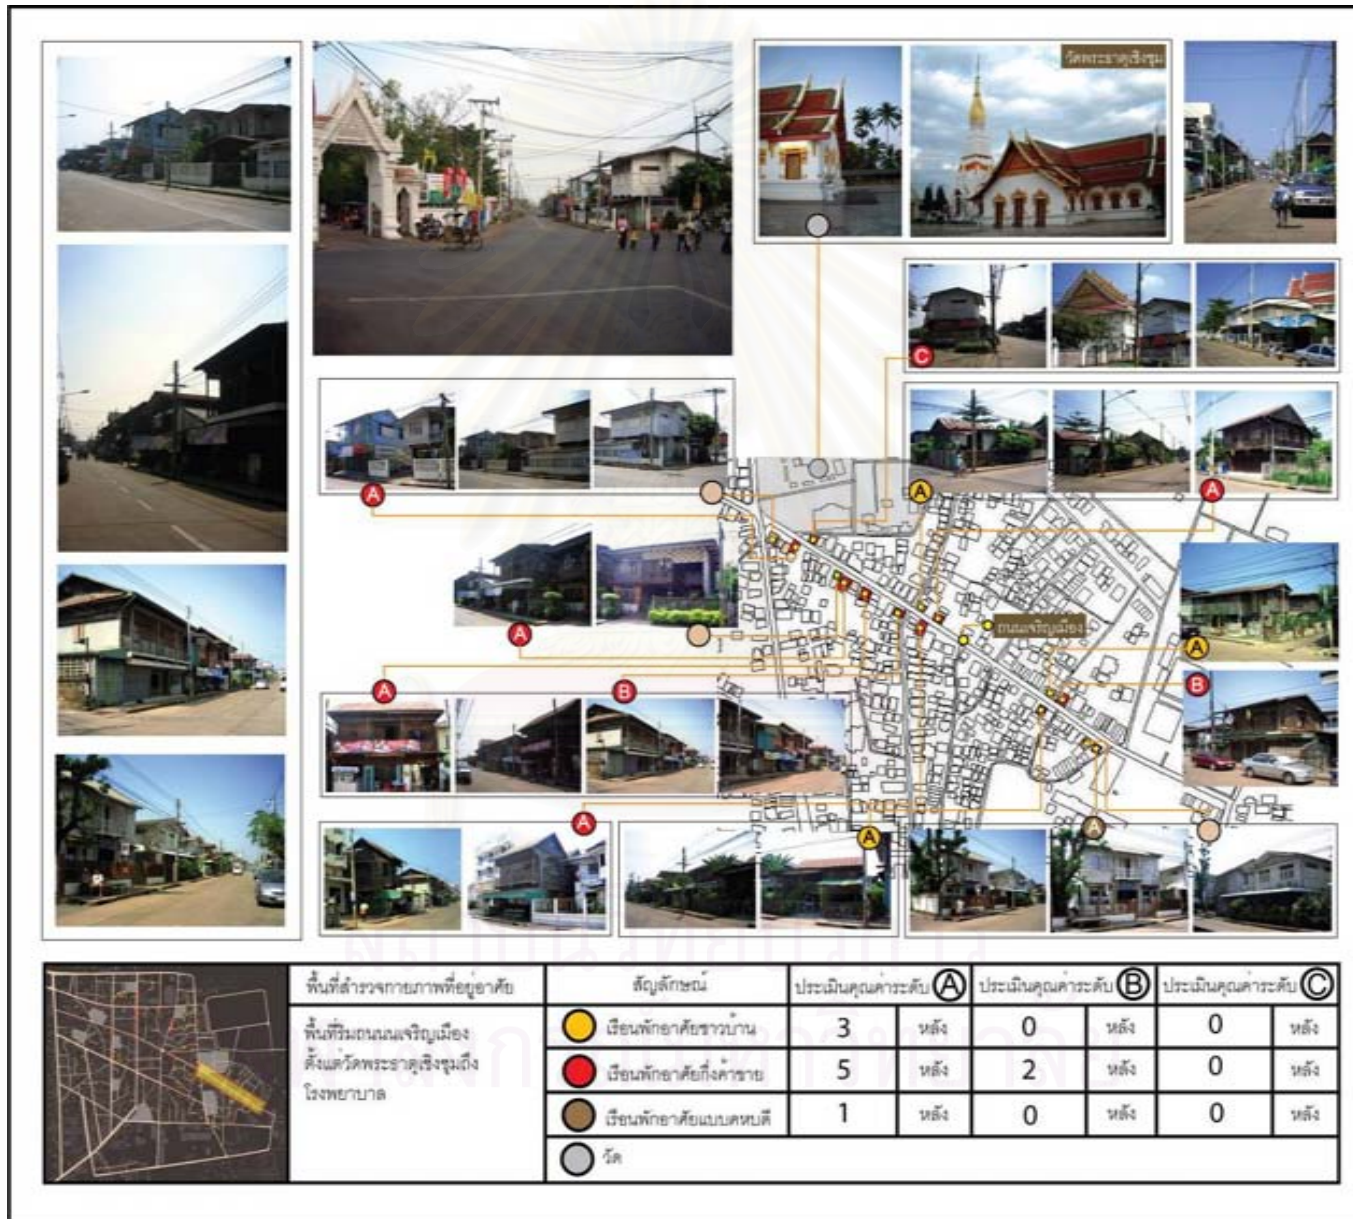 วัดพระธาตุเชิงชุม
C
A
A
A
A
ถนนเจริญเมือง
A
A
B
B
A
A
A
พื้นที่สำรวจกายภาพที่อยู่อาศัย
สัญลักษณ์
ประเมินคุณค่าระดับ A
ประเมินคุณค่าระดับ B
ประเมินคุณค่าระดับ C
พื้นที่ริมถนนเจริญเมือง
ตั้งแต่วัดพระธาตุเชิงชุมถึง
โรงพยาบาล
เรือนพักอาศัยชาวบ้าน 3 หลัง 0 หลัง 0 หลัง
เรือนพักอาศัยกึ่งค้าขาย 5 หลัง 2 หลัง 0 หลัง
เรือนพักอาศัยแบบคหบดี 1 หลัง 0 หลัง 0 หลัง
วัด